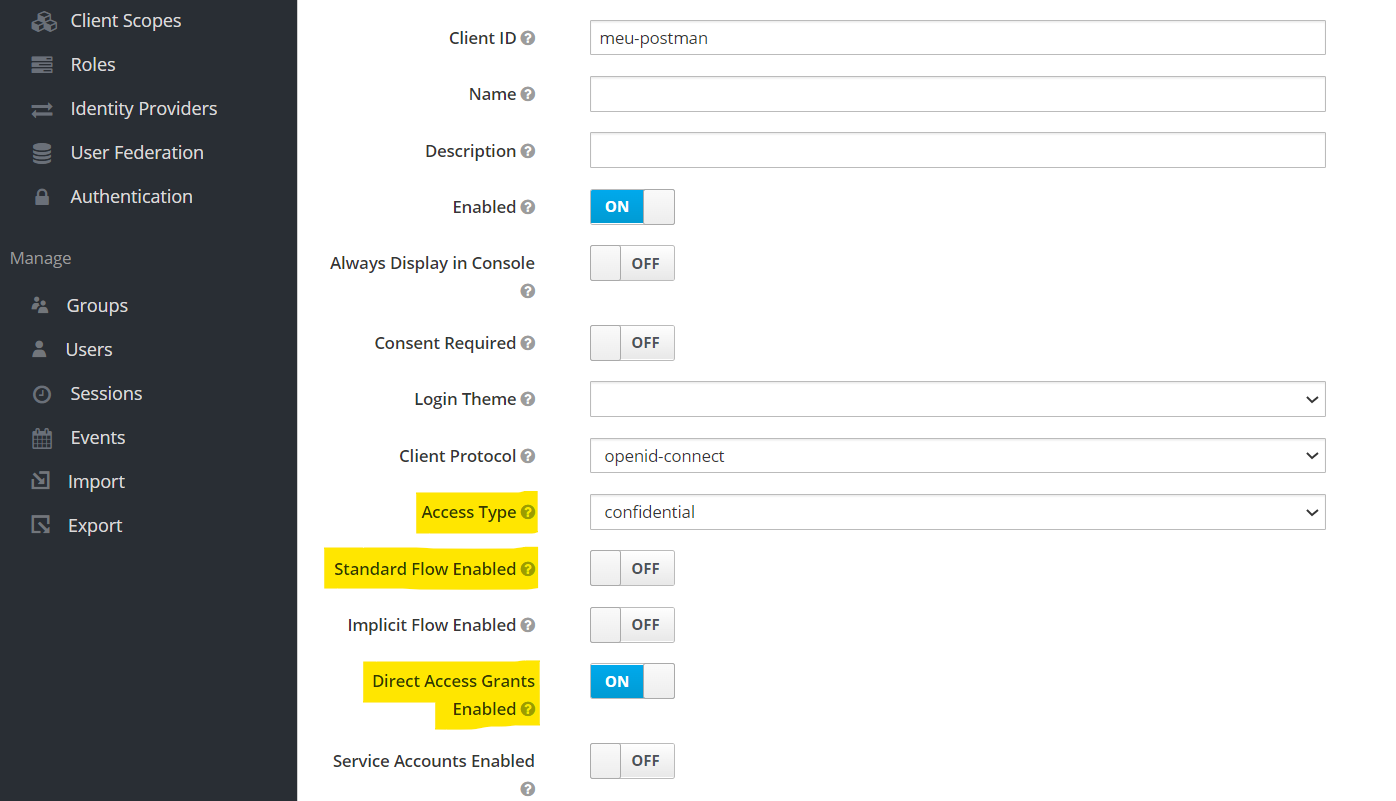 Client Scopes
Roles
Identity Providers
User Federation
Authentication
Manage
Groups
Users
Sessions
Events
Import
Export
Client ID meu-postman
Name
Description
Enabled ON
Always Display in Console OFF
Consent Required OFF
Login Theme
Client Protocol openid-connect
Access Type confidential
Standard Flow Enabled OFF
Implicit Flow Enabled OFF
Direct Access Grants ON
Enabled
Service Accounts Enabled OFF